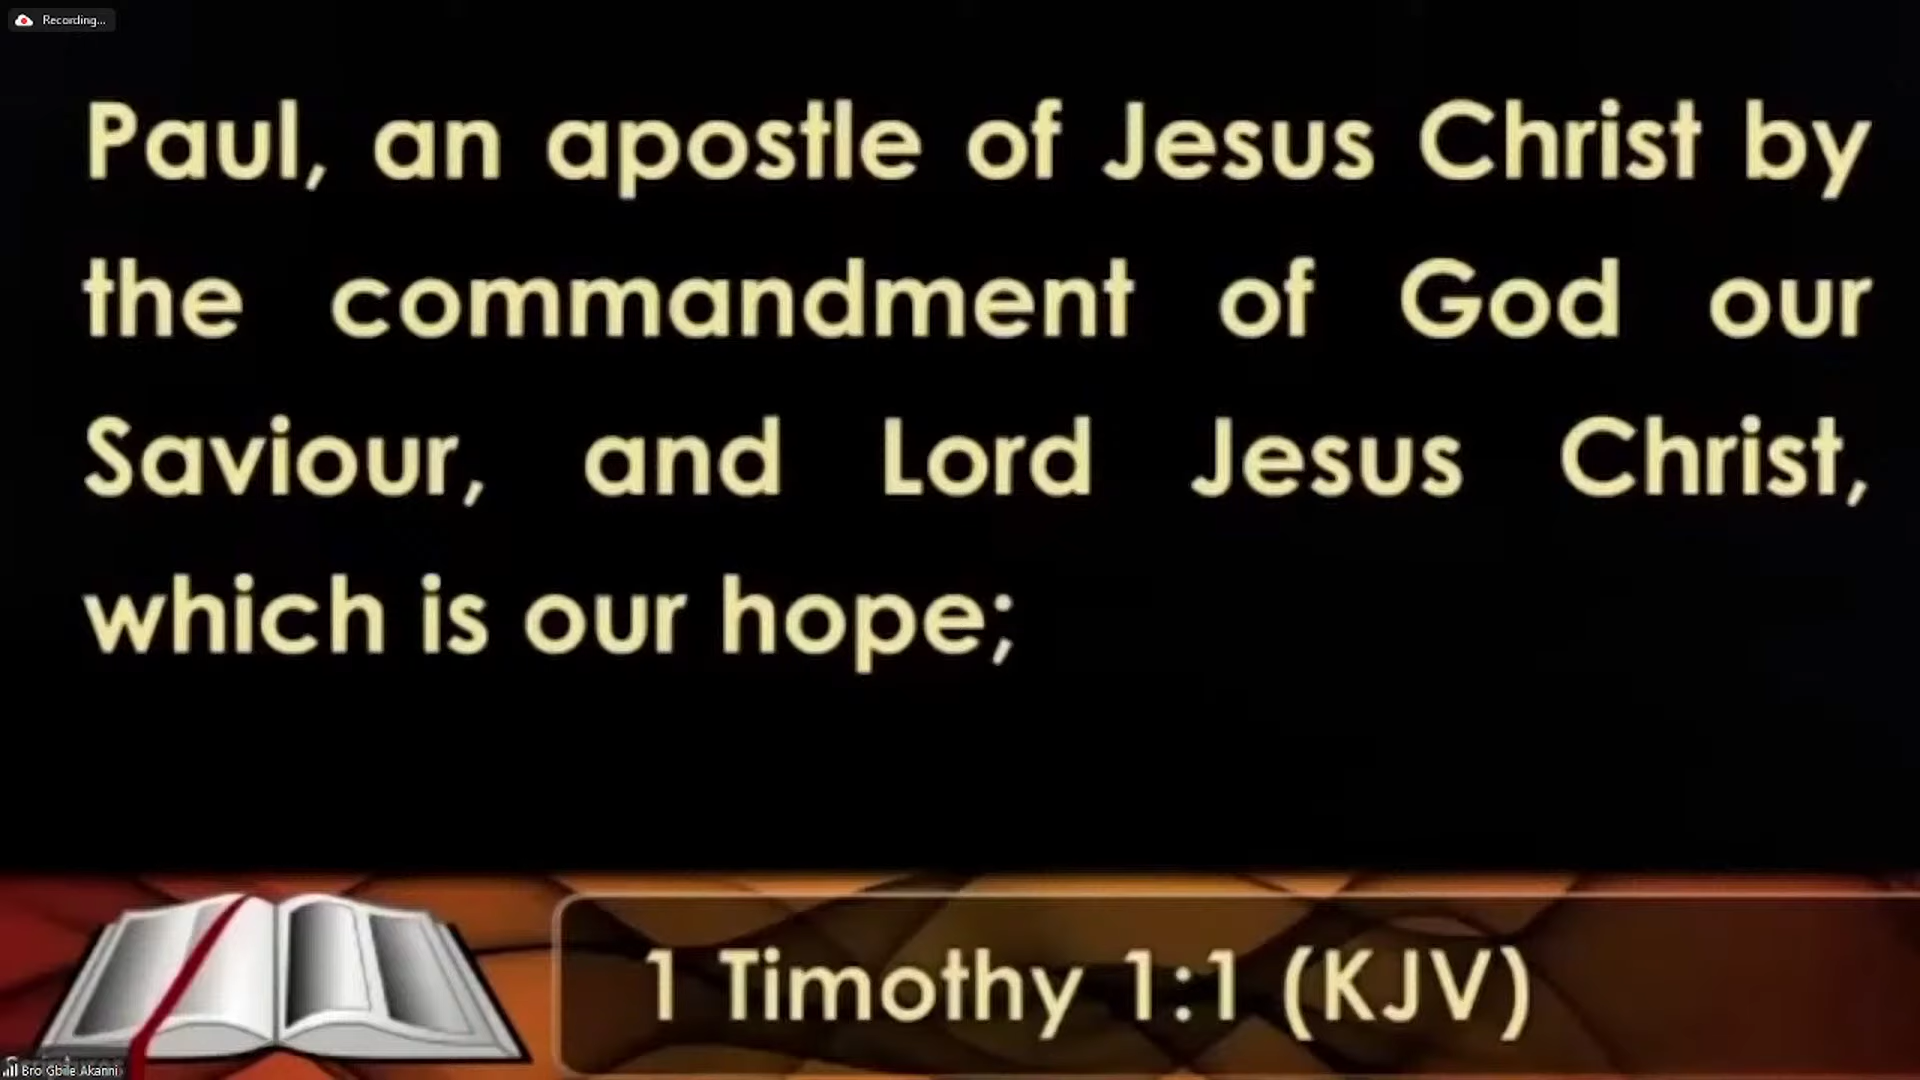 Recording...
Paul, an apostle of Jesus Christ by
the commandment of God our
Saviour, and Lord Jesus Christ,
which is our hope;
1 Timothy 1:1 (KJV)
Scriptures
Bro Gbile Akanni